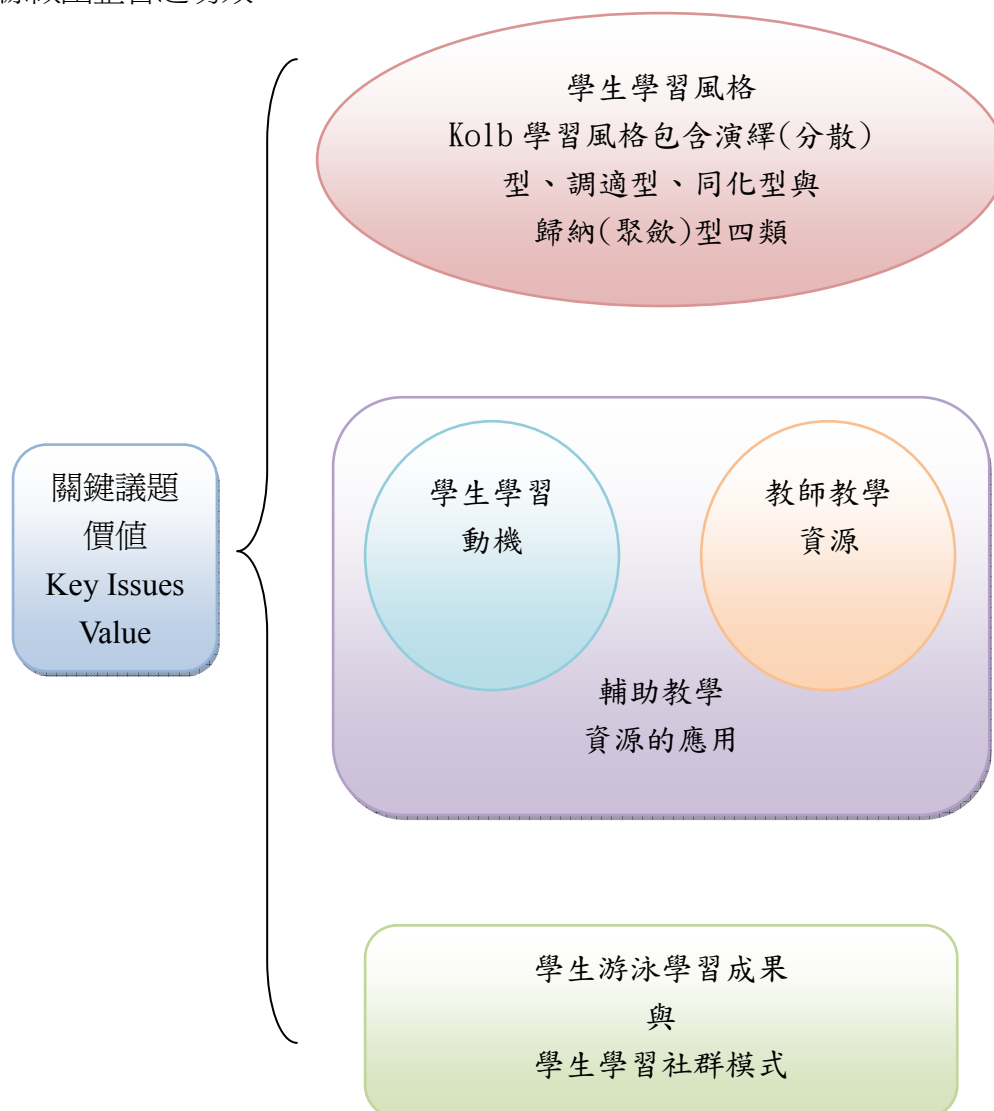 學生學習風格
Kolb 學習風格包含演繹(分散)
型、調適型、同化型與
歸納(聚斂)型四類
關鍵議題
價值
Key Issues
Value
學生學習
動機
教師教學
資源
輔助教學
資源的應用
學生游泳學習成果
與
學生學習社群模式